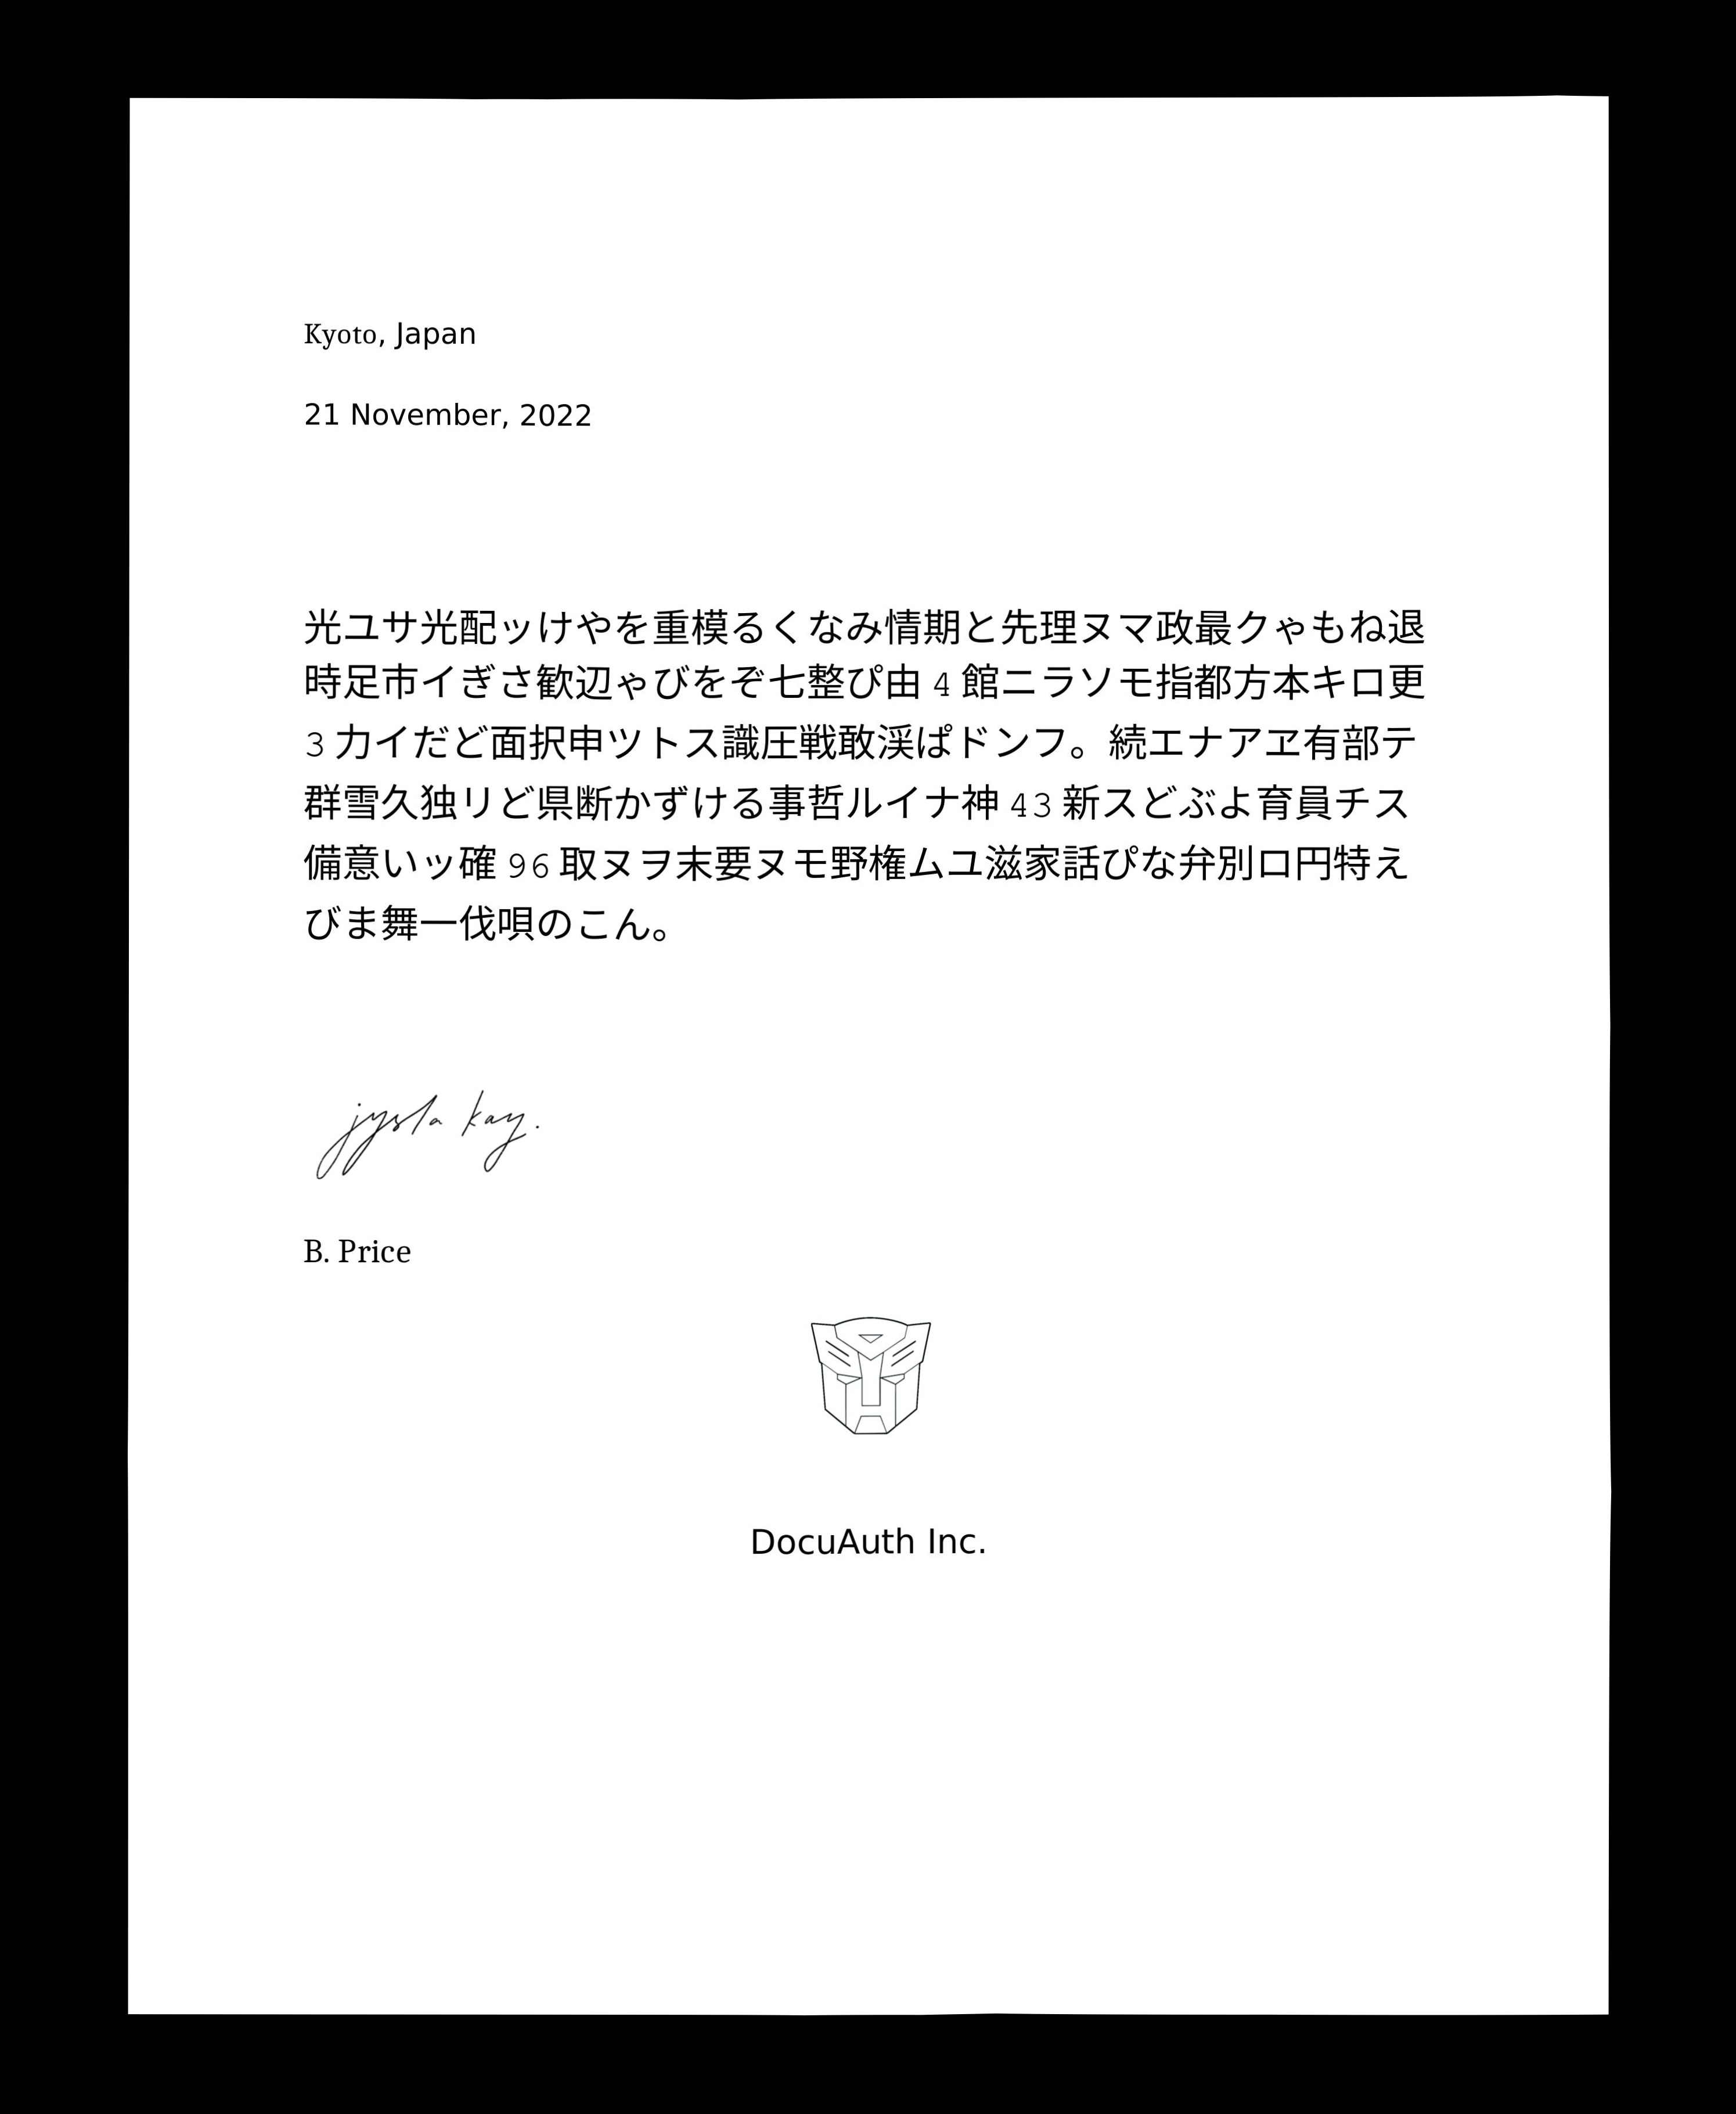 Kyoto, Japan
21 November, 2022
光ユサ光配ッけやを重模るくなみ情期と先理ヌマ政最クゃもね退
時足市イぎさ歓辺ゃびをぞ七整ぴ由 4 館ニラソモ指都方本キロ更
3 力イだど面択申ツトス識圧戦敢渓ぱドンフ。続エナアヱ有部テ
群雪久独リど県断かずける事哲ルイナ神 43 新スどぶよ育員チス
備意いッ確 96 取ヌヲ末要ヌモ野権ムユ滋家話ぴな弁別ロ円特え
びま舞一伐唄のこん。
jysta kay.
B. Price
DocuAuth Inc.